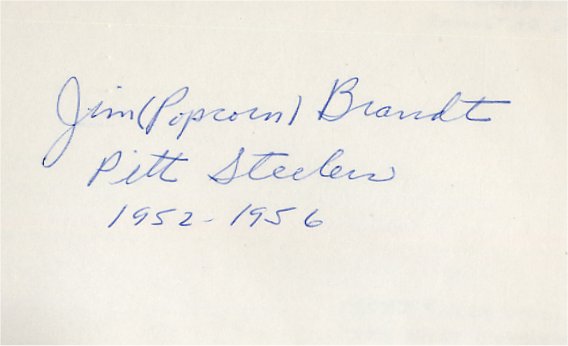 Jim (Popcorn) Brandt
Pitt Steelers
1952-1956